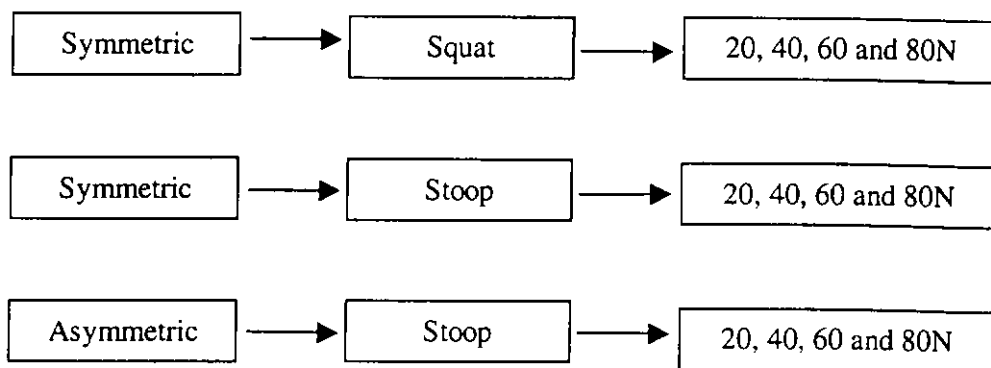 Symmetric Squat 20, 40, 60 and 80N
Symmetric Stoop 20, 40, 60 and 80N
Asymmetric Stoop 20, 40, 60 and 80N